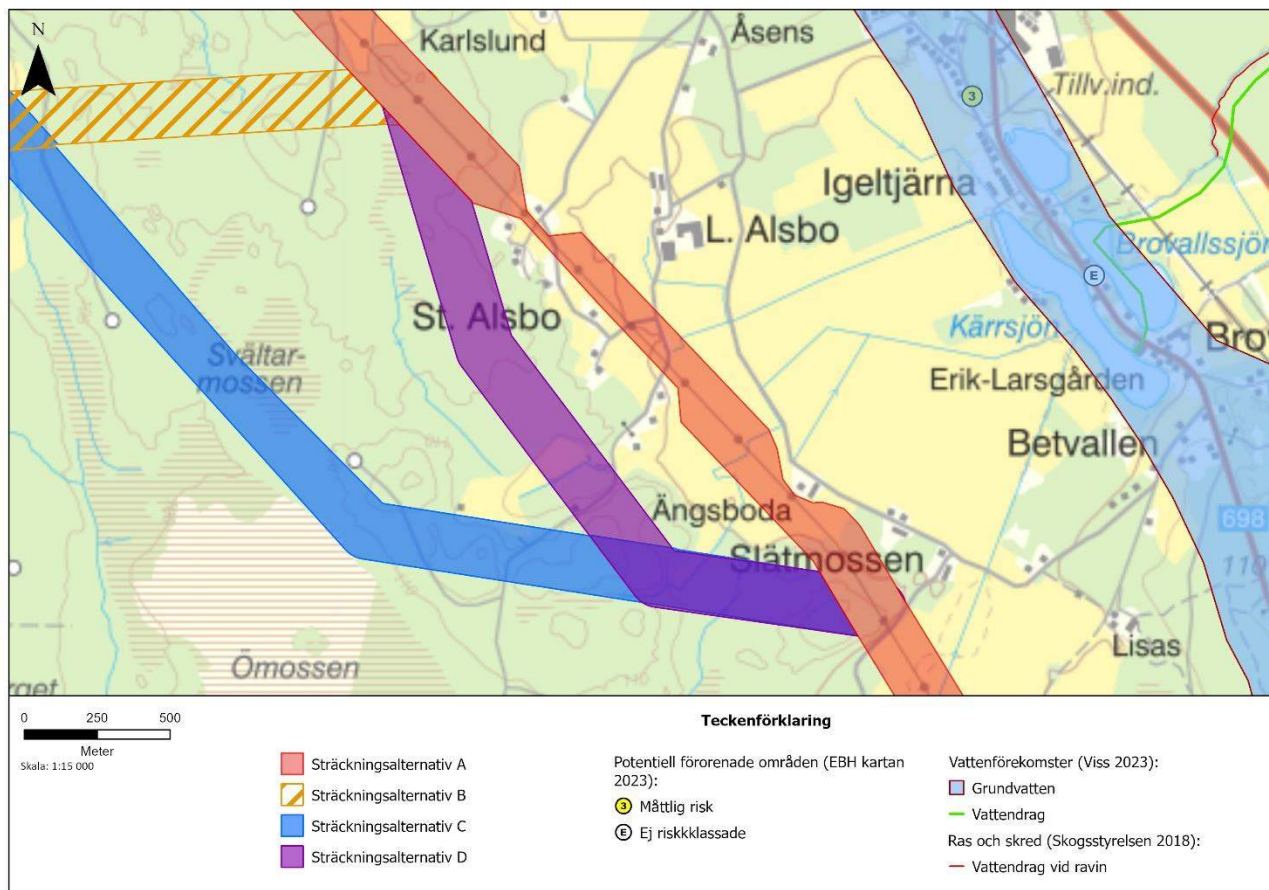 N
Karlslund
Åsens
Tillv.ind.
3
Igeltjärna
L. Alsbo
Brovallssjön
E
St. Alsbo
Kärrsjön
Svältar-
mossen
Bro
Erik-Larsgården
Betvallen
Ängsboda
698
Slätmossen
110
Lisas
Ömossen
0 250 500
Meter
Skala: 1:15 000
Teckenförklaring
Sträckningsalternativ A
Sträckningsalternativ B
Sträckningsalternativ C
Sträckningsalternativ D
Potentiell förorenade områden (EBH kartan
2023):
3 Måttlig risk
E Ej riskkklassade
Vattenförekomster (Viss 2023):
Grundvatten
Vattendrag
Ras och skred (Skogsstyrelsen 2018):
Vattendrag vid ravin